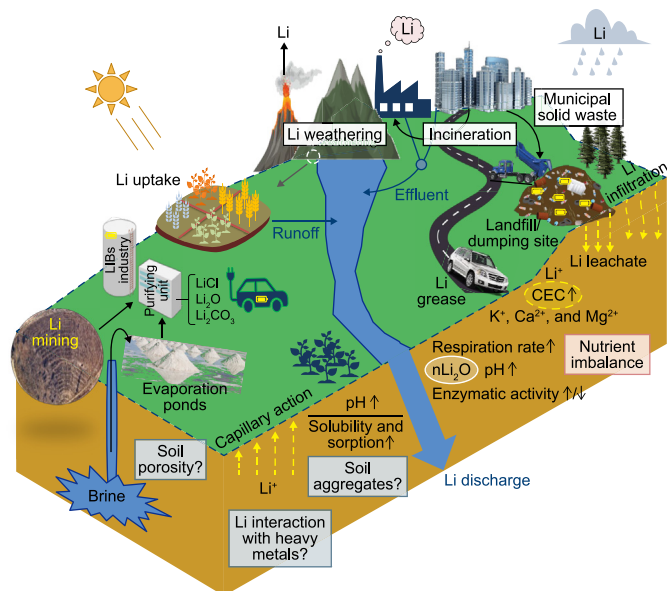 Li
Li
Li
Municipal
solid waste
Li weathering
Incineration
Li uptake
Effluent
Li
infiltration
Runoff
Landfill/
dumping site
Li leachate
LIBs
industry
Purifying
unit
LiCl
Li₂O
Li₂CO₃
Li
grease
Li⁺
CEC↑
K⁺, Ca²⁺, and Mg²⁺
Li
mining
Respiration rate↑
nLi₂O pH↑
Enzymatic activity↑/↓
Nutrient
imbalance
Evaporation
ponds
Capillary action
pH↑
Solubility and
sorption↑
Soil
porosity?
Soil
aggregates?
Li⁺
Brine
Li discharge
Li interaction
with heavy
metals?